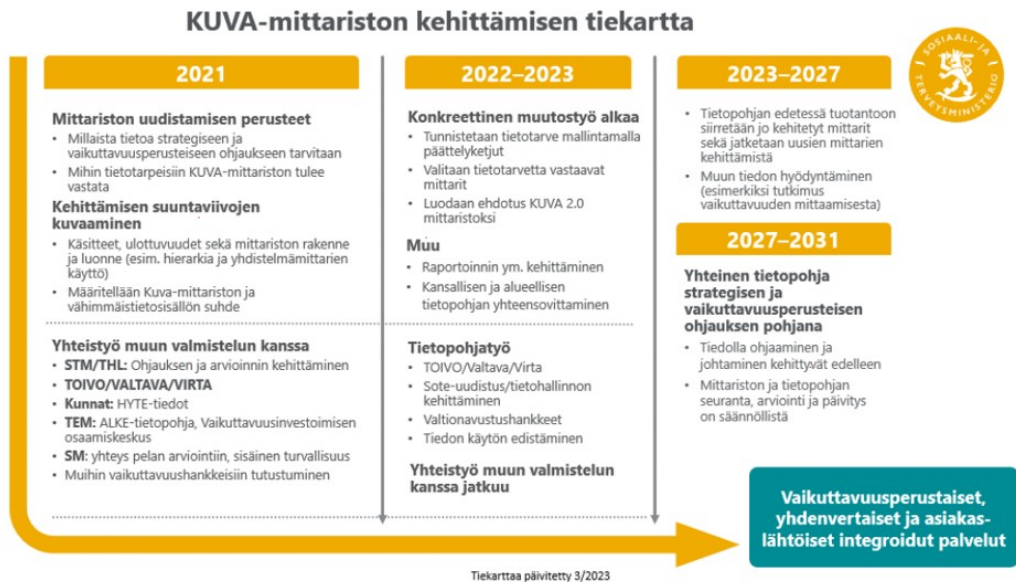 KUVA-mittariston kehittämisen tiekartta
SOSIAALI- JA
TERVEYSMINISTERIÖ
2021
Mittariston uudistamisen perusteet
• Millaista tietoa strategiseen ja
vaikuttavuusperusteiseen ohjaukseen tarvitaan
• Mihin tietotarpeisiin KUVA-mittariston tulee
vastata
Kehittämisen suuntaviivojen
kuvaaminen
• Käsitteet, ulottuvuudet sekä mittariston rakenne
ja luonne (esim. hierarkia ja yhdistelmämittarien
käyttö)
• Määritellään Kuva-mittariston ja
vähimmäistietosisällön suhde
Yhteistyö muun valmistelun kanssa
• STM/THL: Ohjauksen ja arvioinnin kehittäminen
• TOIVO/VALTAVA/VIRTA
• Kunnat: HYTE-tiedot
• TEM: ALKE-tietopohja, Vaikuttavuusinvestoimisen
osaamiskeskus
• SM: yhteys pelan arviointiin, sisäinen turvallisuus
• Muihin vaikuttavuushankkeisiin tutustuminen
2022–2023
Konkreettinen muutostyö alkaa
• Tunnistetaan tietotarve mallintamalla
päättelyketjut
• Valitaan tietotarvetta vastaavat
mittarit
• Luodaan ehdotus KUVA 2.0
mittaristoksi
Muu
• Raportoinnin ym. kehittäminen
• Kansallisen ja alueellisen
tietopohjan yhteensovittaminen
Tietopohjatyö
• TOIVO/Valtava/Virta
• Sote-uudistus/tietohallinnon
kehittäminen
• Valtionavustushankkeet
• Tiedon käytön edistäminen
Yhteistyö muun valmistelun
kanssa jatkuu
2023–2027
• Tietopohjan edetessä tuotantoon
siirretään jo kehitetyt mittarit
sekä jatketaan uusien mittarien
kehittämistä
• Muun tiedon hyödyntäminen
(esimerkiksi tutkimus
vaikuttavuuden mittaamisesta)
2027–2031
Yhteinen tietopohja
strategisen ja
vaikuttavuusperusteisen
ohjauksen pohjana
• Tiedolla ohjaaminen ja
johtaminen kehittyvät edelleen
• Mittariston ja tietopohjan
seuranta, arviointi ja päivitys
on säännöllistä
Vaikuttavuusperustaiset,
yhdenvertaiset ja asiakas-
lähtöiset integroidut palvelut
Tiekarttaa päivitetty 3/2023